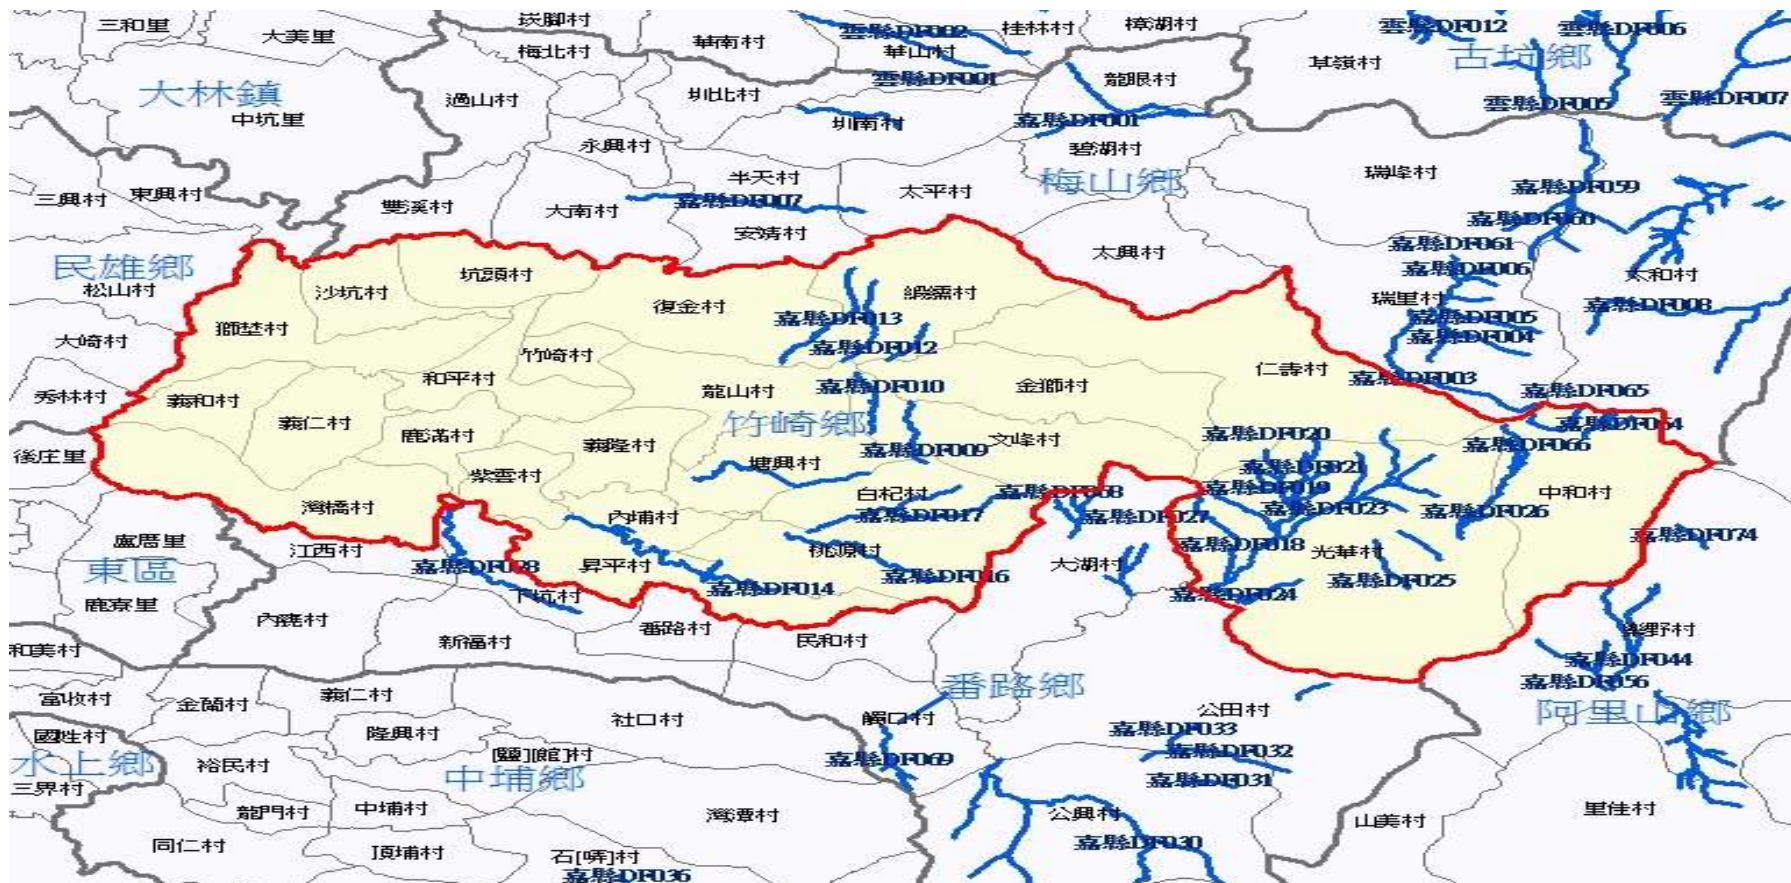 崁腳村
三和里
大美里
梅北村
華南村
雲縣DF002
華山村
桂林村
樟湖村
雲縣DF012
雲縣DF006
古坑鄉
草嶺村
雲縣DF001
龍眼村
大林鎮
中坑里
過山村
圳北村
圳南村
嘉縣DF001
雲縣DF005
雲縣DF007
永興村
碧湖村
瑞峰村
半天村
太平村
梅山鄉
嘉縣DF059
三興村
東興村
雙溪村
大南村
嘉縣DF007
嘉縣DF060
安靖村
太興村
嘉縣DF061
民雄鄉
松山村
坑頭村
嘉縣DF006
太和村
沙坑村
復金村
緞繻村
瑞里村
嘉縣DF008
獅埜村
嘉縣DF013
嘉縣DF005
大崎村
竹崎村
嘉縣DF012
嘉縣DF004
和平村
龍山村
嘉縣DF010
金獅村
仁壽村
嘉縣DF003
嘉縣DF065
秀林村
義和村
義仁村
鹿滿村
竹崎鄉
嘉縣DF064
義隆村
文峰村
嘉縣DF020
嘉縣DF066
後庄里
嘉縣DF009
塘興村
嘉縣DF021
紫雲村
白杞村
嘉縣DF068
嘉縣DF019
中和村
灣橋村
內埔村
嘉縣DF017
嘉縣DF027
嘉縣DF023
嘉縣DF026
盧厝里
江西村
桃源村
嘉縣DF018
光華村
嘉縣DF074
東區
嘉縣DF028
昇平村
嘉縣DF016
大湖村
嘉縣DF025
鹿寮里
下坑村
嘉縣DF014
嘉縣DF024
內甕村
新福村
番路村
民和村
樂野村
和美村
嘉縣DF044
番路鄉
嘉縣DF056
富收村
金蘭村
義仁村
社口村
觸口村
公田村
阿里山鄉
國姓村
隆興村
嘉縣DF033
水上鄉
裕民村
[鹽][館]村
嘉縣DF069
嘉縣DF032
三界村
中埔鄉
嘉縣DF031
龍門村
中埔村
灣潭村
公興村
山美村
里佳村
同仁村
頂埔村
石[哢]村
嘉縣DF030
嘉縣DF036